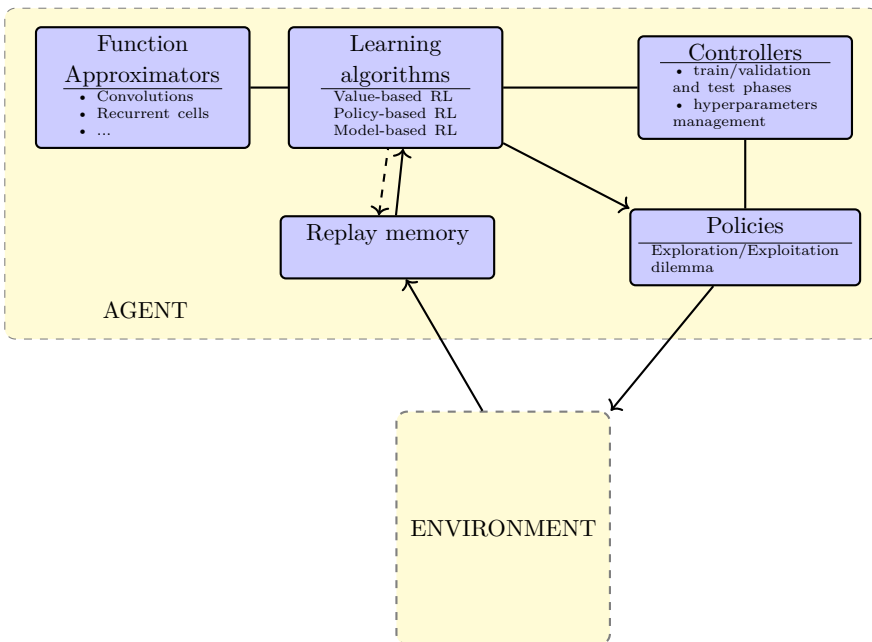 Function
Approximators
• Convolutions
• Recurrent cells
• ...
Learning
algorithms
Value-based RL
Policy-based RL
Model-based RL
Controllers
• train/validation
and test phases
• hyperparameters
management
Replay memory
Policies
Exploration/Exploitation
dilemma
AGENT
ENVIRONMENT